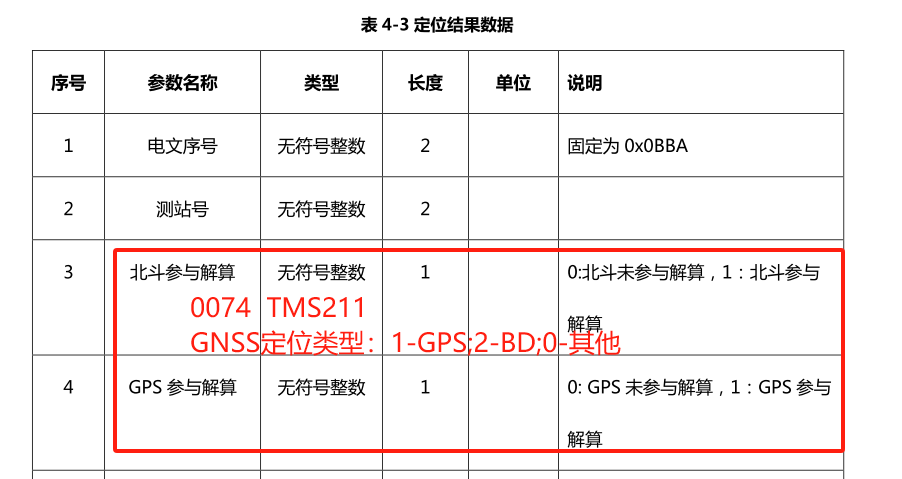 表 4-3 定位结果数据
序号 参数名称 类型 长度 单位 说明
1 电文序号 无符号整数 2 固定为 0x0BBA
2 测站号 无符号整数 2
3 北斗参与解算 无符号整数 1 0:北斗未参与解算，1：北斗参与
解算
0074 TMS211
GNSS定位类型：1-GPS;2-BD;0-其他
4 GPS 参与解算 无符号整数 1 0: GPS 未参与解算，1：GPS 参与
解算